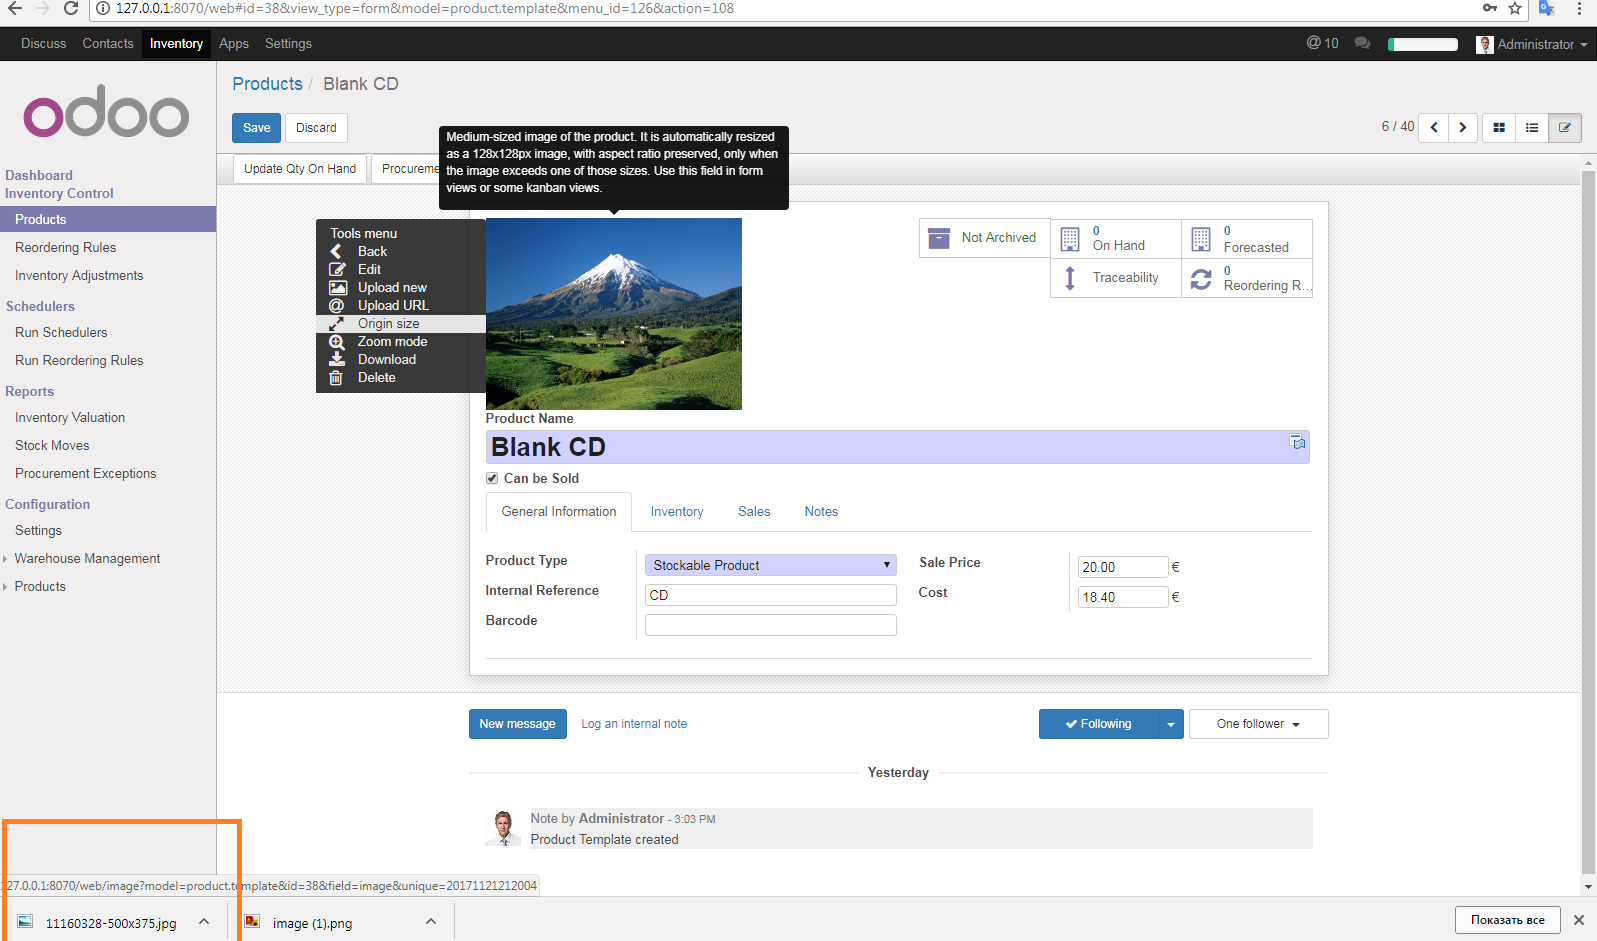 127.0.0.1:8070/web#id=38&view_type=form&model=product.template&menu_id=126&action=108
Discuss Contacts Inventory Apps Settings
@ 10 Administrator
odoo
Products / Blank CD
Save Discard
6 / 40
Medium-sized image of the product. It is automatically resized
as a 128x128px image, with aspect ratio preserved, only when
the image exceeds one of those sizes. Use this field in form
views or some kanban views.
Update Qty On Hand Procureme
Dashboard
Inventory Control
Products
Reordering Rules
Inventory Adjustments
Schedulers
Run Schedulers
Run Reordering Rules
Reports
Inventory Valuation
Stock Moves
Procurement Exceptions
Configuration
Settings
Warehouse Management
Products
Tools menu
Back
Edit
Upload new
Upload URL
Origin size
Zoom mode
Download
Delete
Not Archived
0
On Hand
0
Forecasted
Traceability
0
Reordering R...
Product Name
Blank CD
Can be Sold
General Information Inventory Sales Notes
Product Type Stockable Product
Internal Reference CD
Barcode
Sale Price 20.00 €
Cost 18.40 €
New message Log an internal note
Following One follower
Yesterday
Note by Administrator - 3:03 PM
Product Template created
127.0.0.1:8070/web/image?model=product.template&id=38&field=image&unique=20171121212004
11160328-500x375.jpg image (1).png
Показать все